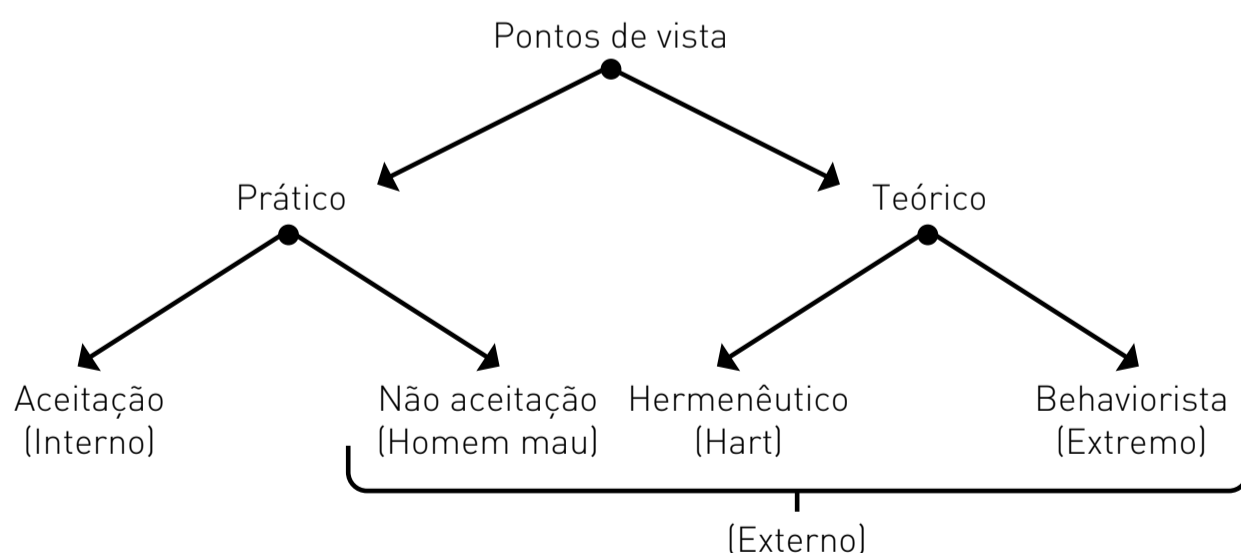 Pontos de vista
Prático
Teórico
Aceitação
(Interno)
Não aceitação
(Homem mau)
Hermenêutico
(Hart)
Behaviorista
(Extremo)
(Externo)